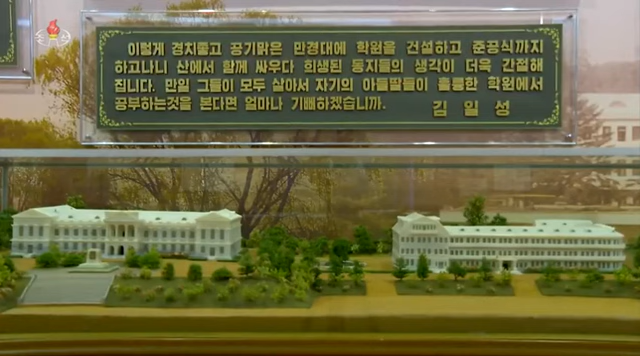 이렇게 경치좋고 공기맑은 만경대에 학원을 건설하고 준공식까지
하고나니 산에서 함께 싸우다 희생된 동지들의 생각이 더욱 간절해
집니다. 만일 그들이 모두 살아서 자기의 아들딸들이 훌륭한 학원에서
공부하는것을 본다면 얼마나 기뻐하겠습니까.
김일성